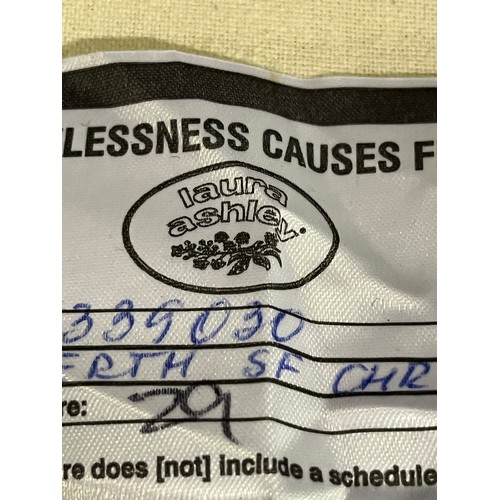 LESSNESS CAUSES F
laura
ashley.
339030
ERTH SF CHR
re: 29
re does [not] include a schedule